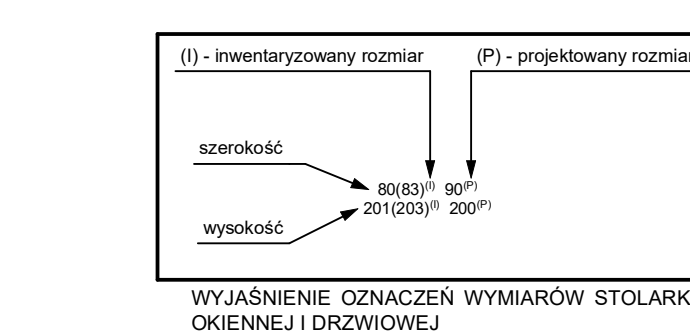 (I) - inwentaryzowany rozmiar (P) - projektowany rozmiar
szerokość
80(83)(I) 90(P)
201(203)(I) 200(P)
wysokość
WYJAŚNIENIE OZNACZEŃ WYMIARÓW STOLARK
OKIENNEJ I DRZWIOWEJ